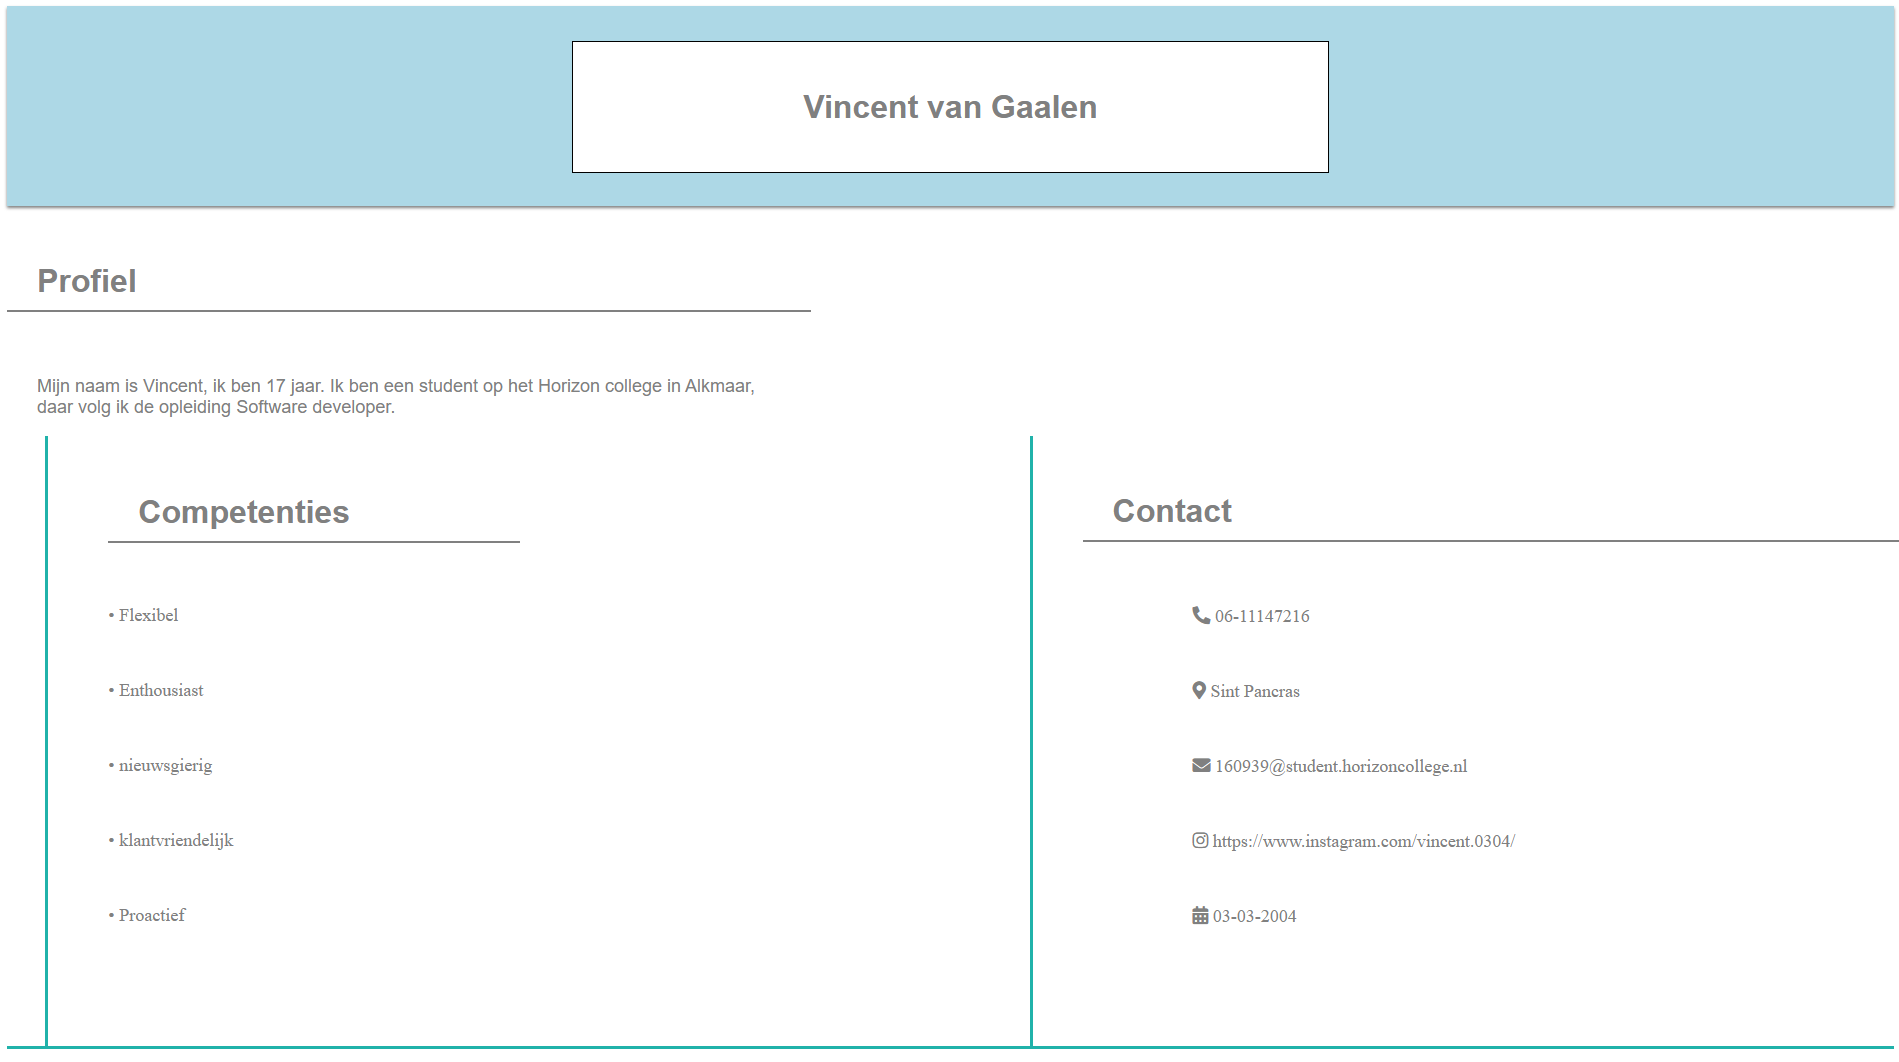 Vincent van Gaalen
Profiel
Mijn naam is Vincent, ik ben 17 jaar. Ik ben een student op het Horizon college in Alkmaar,
daar volg ik de opleiding Software developer.
Competenties
• Flexibel
• Enthousiast
• nieuwsgierig
• klantvriendelijk
• Proactief
Contact
06-11147216
Sint Pancras
160939@student.horizoncollege.nl
https://www.instagram.com/vincent.0304/
03-03-2004